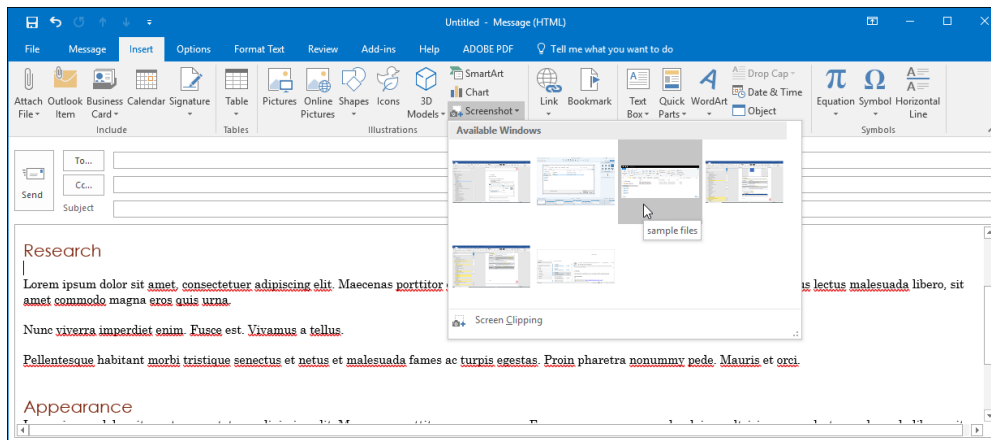 Untitled - Message (HTML)
File Message Insert Options Format Text Review Add-ins Help ADOBE PDF Tell me what you want to do
Attach File
Outlook Item
Business Card
Calendar
Signature
Include
Table
Tables
Pictures
Online Pictures
Shapes
Icons
3D Models
SmartArt
Chart
Screenshot
Illustrations
Link
Bookmark
Text Box
Quick Parts
WordArt
Drop Cap
Date & Time
Object
Equation
Symbol
Horizontal Line
Symbols
Available Windows
sample files
Screen Clipping
Send
To...
Cc...
Subject
Research
Lorem ipsum dolor sit amet, consectetuer adipiscing elit. Maecenas porttitor lectus malesuada libero, sit
amet commodo magna eros quis urna.
Nunc viverra imperdiet enim. Fusce est. Vivamus a tellus.
Pellentesque habitant morbi tristique senectus et netus et malesuada fames ac turpis egestas. Proin pharetra nonummy pede. Mauris et orci.
Appearance